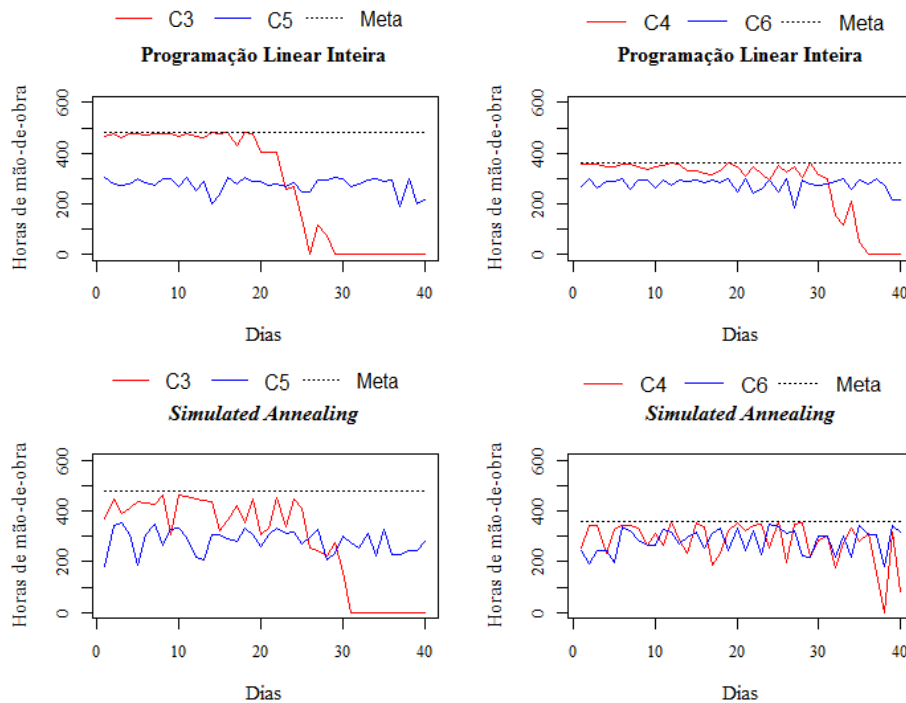 C3 C5 Meta
Programação Linear Inteira
Horas de mão-de-obra
600
400
200
0
0 10 20 30 40
Dias
C4 C6 Meta
Programação Linear Inteira
Horas de mão-de-obra
600
400
200
0
0 10 20 30 40
Dias
C3 C5 Meta
Simulated Annealing
Horas de mão-de-obra
600
400
200
0
0 10 20 30 40
Dias
C4 C6 Meta
Simulated Annealing
Horas de mão-de-obra
600
400
200
0
0 10 20 30 40
Dias